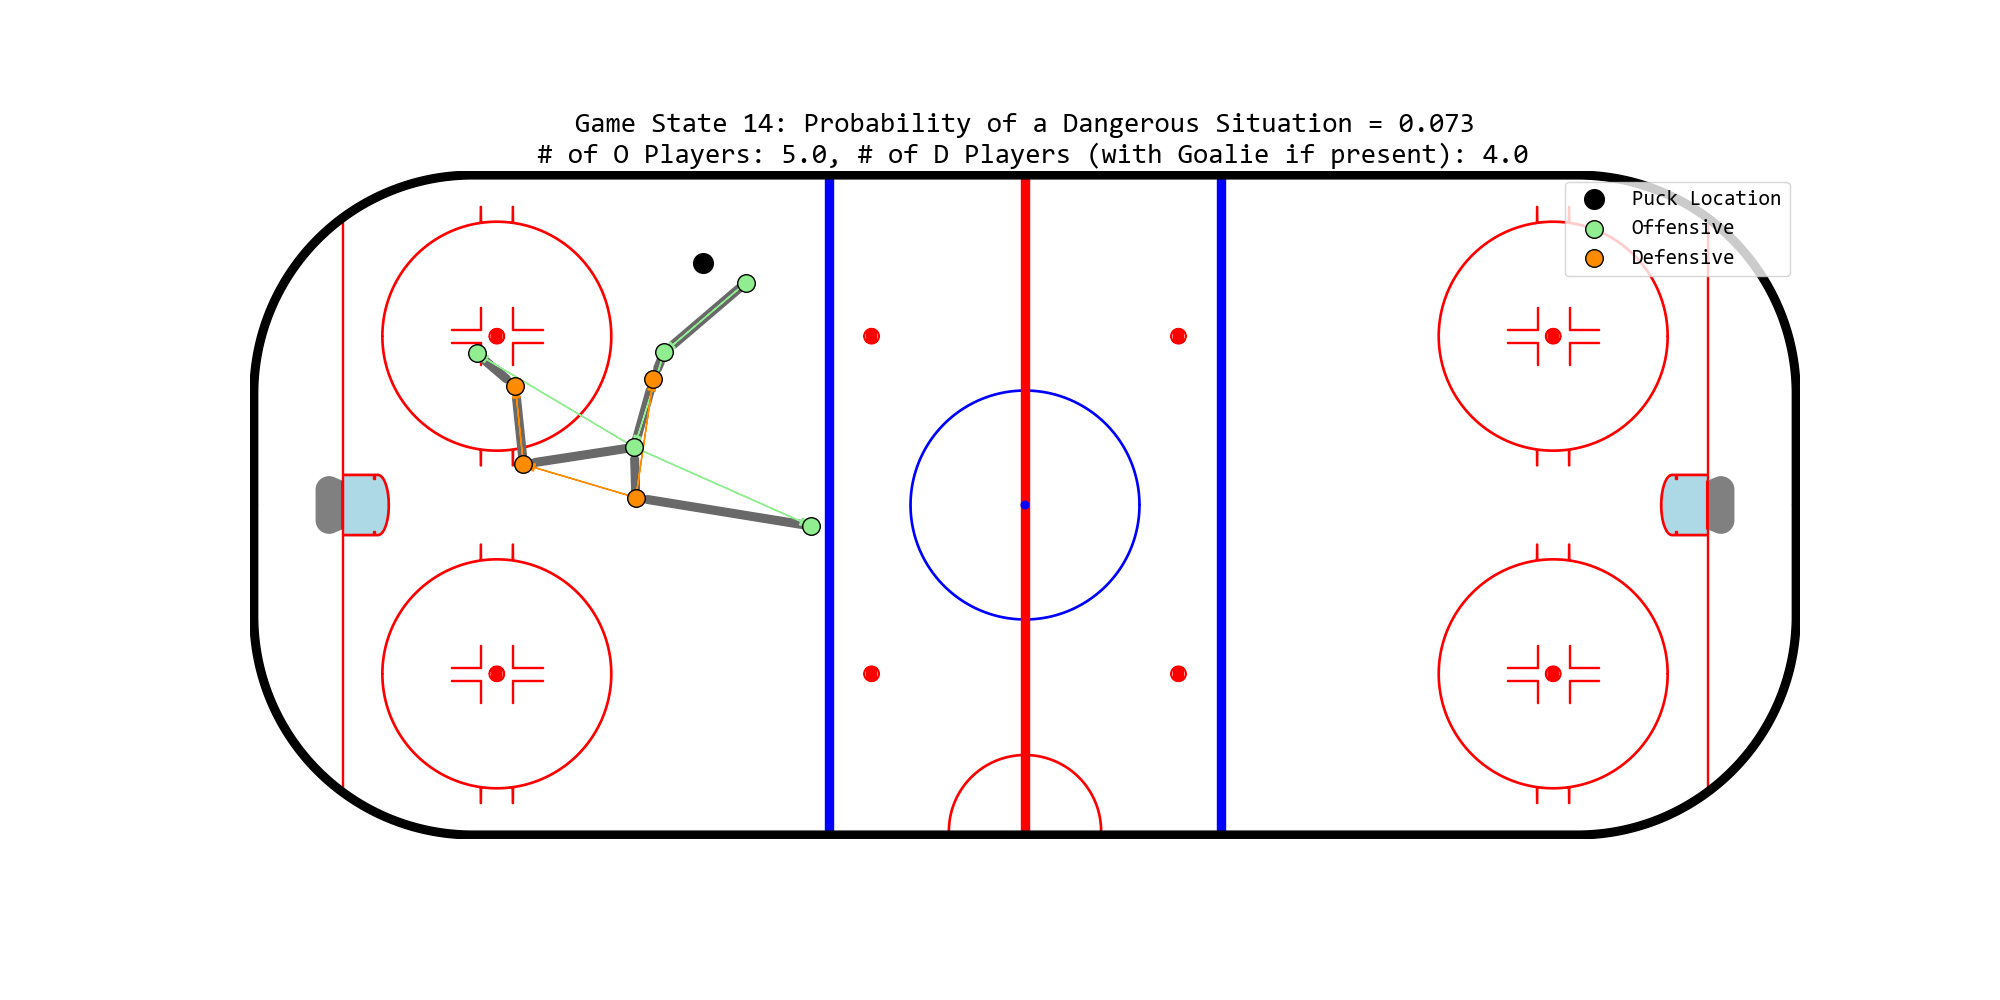 Game State 14: Probability of a Dangerous Situation = 0.073
# of O Players: 5.0, # of D Players (with Goalie if present): 4.0
Puck Location
Offensive
Defensive